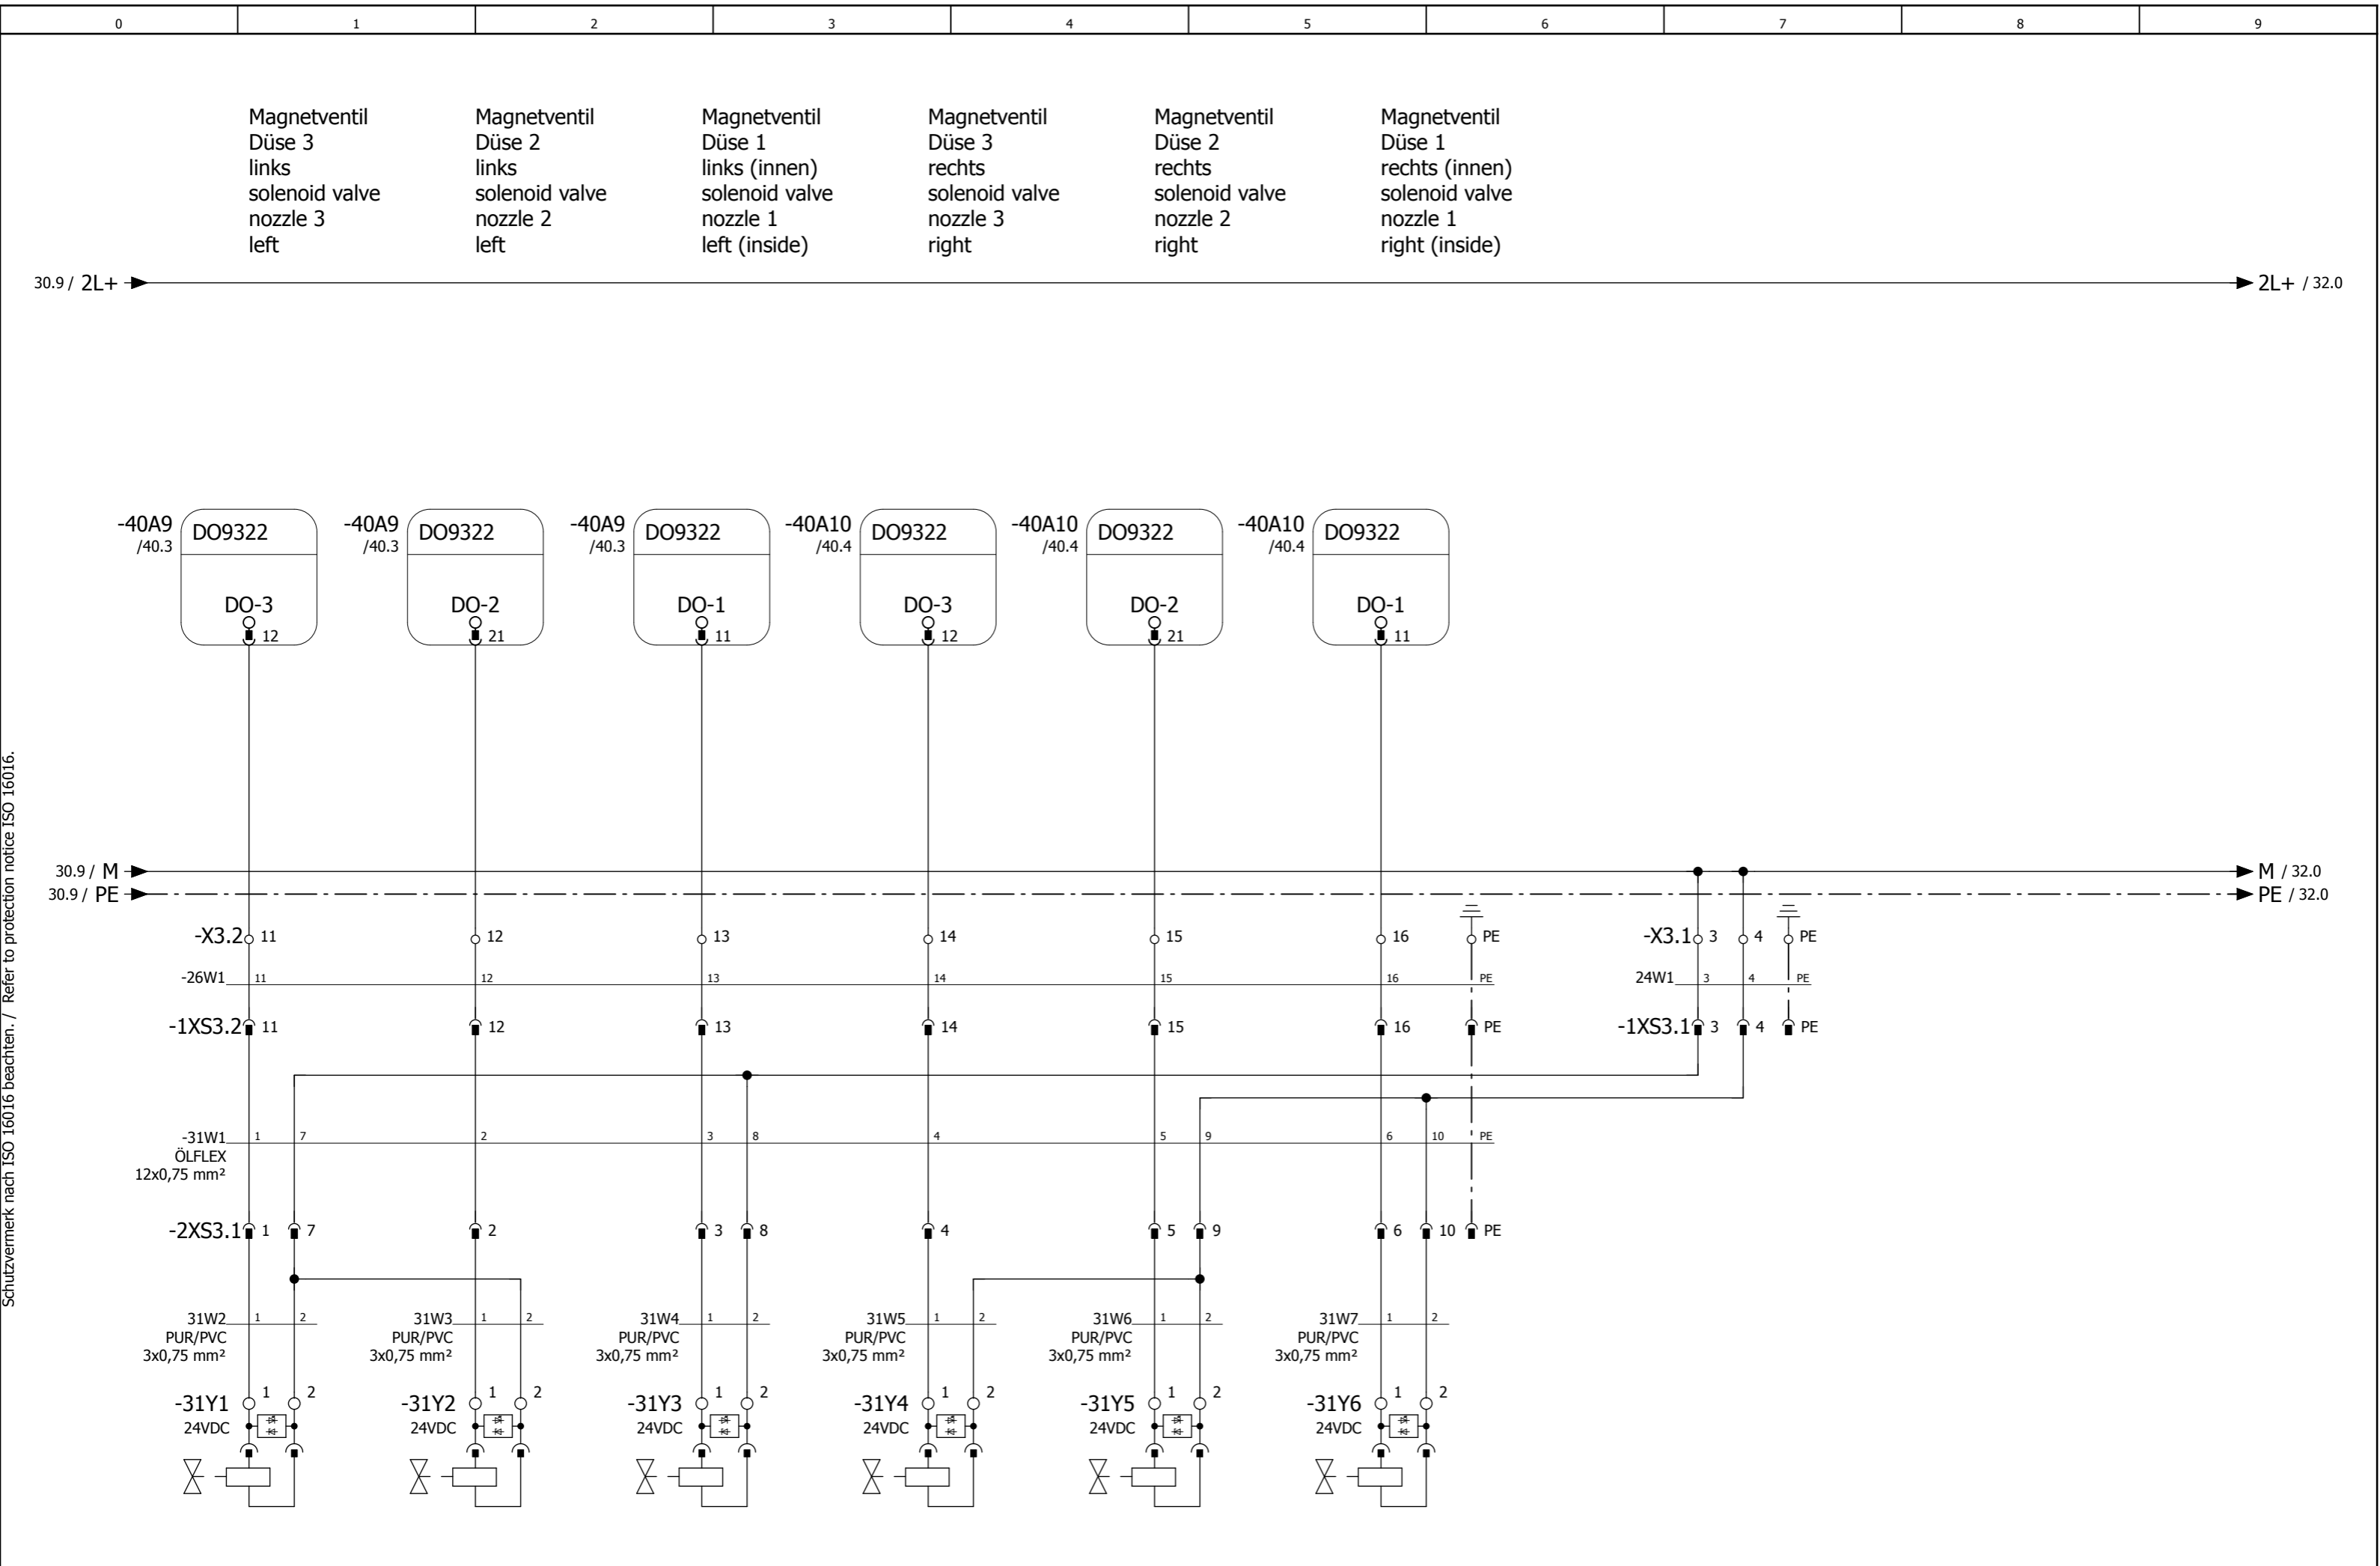 0 1 2 3 4 5 6 7 8 9
Magnetventil
Düse 3
links
solenoid valve
nozzle 3
left
Magnetventil
Düse 2
links
solenoid valve
nozzle 2
left
Magnetventil
Düse 1
links (innen)
solenoid valve
nozzle 1
left (inside)
Magnetventil
Düse 3
rechts
solenoid valve
nozzle 3
right
Magnetventil
Düse 2
rechts
solenoid valve
nozzle 2
right
Magnetventil
Düse 1
rechts (innen)
solenoid valve
nozzle 1
right (inside)
30.9 / 2L+ 2L+ / 32.0
-40A9
/40.3
DO9322
DO-3
12
-40A9
/40.3
DO9322
DO-2
21
-40A9
/40.3
DO9322
DO-1
11
-40A10
/40.4
DO9322
DO-3
12
-40A10
/40.4
DO9322
DO-2
21
-40A10
/40.4
DO9322
DO-1
11
30.9 / M M / 32.0
30.9 / PE PE / 32.0
-X3.2 11 12 13 14 15 16 PE -X3.1 3 4 PE
-26W1 11 12 13 14 15 16 PE 24W1 3 4 PE
-1XS3.2 11 12 13 14 15 16 PE -1XS3.1 3 4 PE
-31W1 1 7 2 3 8 4 5 9 6 10 PE
ÖLFLEX
12x0,75 mm²
-2XS3.1 1 7 2 3 8 4 5 9 6 10 PE
31W2 1 2
PUR/PVC
3x0,75 mm²
31W3 1 2
PUR/PVC
3x0,75 mm²
31W4 1 2
PUR/PVC
3x0,75 mm²
31W5 1 2
PUR/PVC
3x0,75 mm²
31W6 1 2
PUR/PVC
3x0,75 mm²
31W7 1 2
PUR/PVC
3x0,75 mm²
-31Y1 1 2
24VDC
-31Y2 1 2
24VDC
-31Y3 1 2
24VDC
-31Y4 1 2
24VDC
-31Y5 1 2
24VDC
-31Y6 1 2
24VDC
Schutzvermerk nach ISO 16016 beachten. / Refer to protection notice ISO 16016.